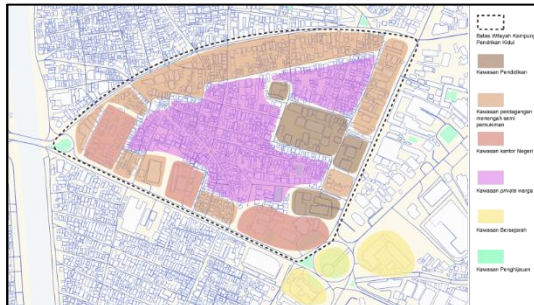 Batas Wilayah Kampung
Pendrikan Kidul
Kawasan Pendidikan
Kawasan perdagangan
menengah semi
pemukiman
Kawasan kantor Negeri
Kawasan private warga
Kawasan Bersejarah
Kawasan Penghijauan